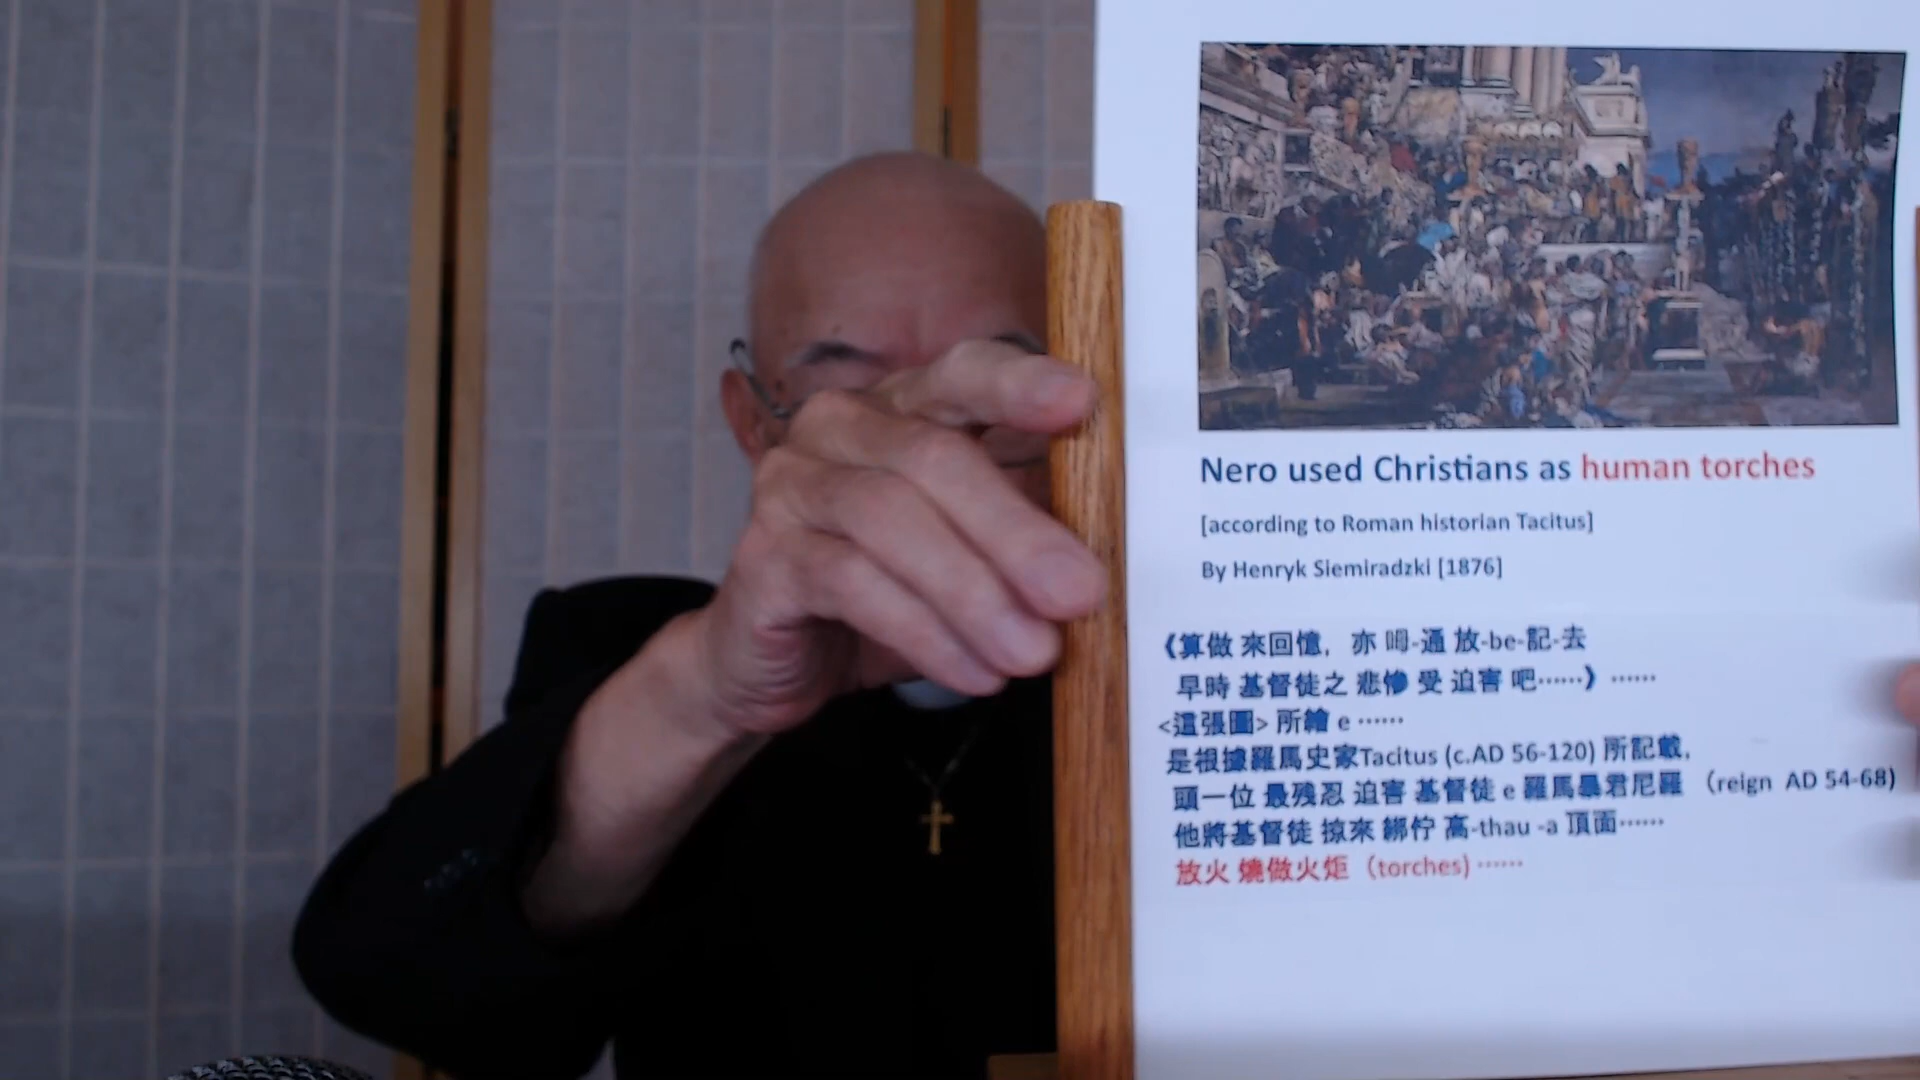 Nero used Christians as human torches
[according to Roman historian Tacitus]
By Henryk Siemiradzki [1876]
《算做 來回憶, 亦 呣-通 放-be-記-去
早時 基督徒之 悲慘 受 迫害 吧……》……
<這張圖> 所繪 e ……
是根據羅馬史家Tacitus (c.AD 56-120) 所記載,
頭一位 最残忍 迫害 基督徒 e 羅馬暴君尼羅 (reign AD 54-68)
他將基督徒 掠來 綁佇 高-thau -a 頂面……
放火 燒做火炬 (torches) ……